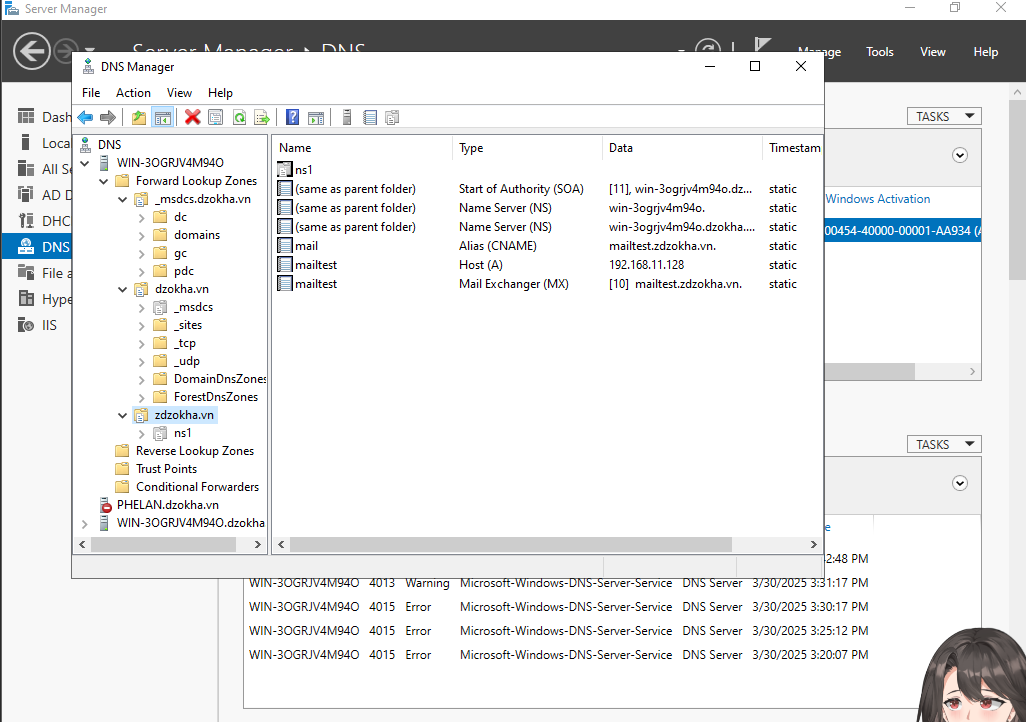 Server Manager
Server Manager DNS
Manage Tools View Help
DNS Manager
File Action View Help
DNS
WIN-3OGRJV4M94O
Forward Lookup Zones
_msdcs.dzokha.vn
dc
domains
gc
pdc
dzokha.vn
_msdcs
_sites
_tcp
_udp
DomainDnsZones
ForestDnsZones
zdzokha.vn
ns1
Reverse Lookup Zones
Trust Points
Conditional Forwarders
PHELAN.dzokha.vn
WIN-3OGRJV4M94O.dzokha
Name Type Data Timestam
ns1
(same as parent folder) Start of Authority (SOA) [11], win-3ogrjv4m94o.dz... static
(same as parent folder) Name Server (NS) win-3ogrjv4m94o. static
(same as parent folder) Name Server (NS) win-3ogrjv4m94o.dzokha.... static
mail Alias (CNAME) mailtest.zdzokha.vn. static
mailtest Host (A) 192.168.11.128 static
mailtest Mail Exchanger (MX) [10] mailtest.zdzokha.vn. static
Dash
Loca
All Se
AD D
DHC
DNS
File a
Hype
IIS
TASKS
Windows Activation
00454-40000-00001-AA934 (A
TASKS
2:48 PM
WIN-3OGRJV4M94O 4013 Warning Microsoft-Windows-DNS-Server-Service DNS Server 3/30/2025 3:31:17 PM
WIN-3OGRJV4M94O 4015 Error Microsoft-Windows-DNS-Server-Service DNS Server 3/30/2025 3:30:17 PM
WIN-3OGRJV4M94O 4015 Error Microsoft-Windows-DNS-Server-Service DNS Server 3/30/2025 3:25:12 PM
WIN-3OGRJV4M94O 4015 Error Microsoft-Windows-DNS-Server-Service DNS Server 3/30/2025 3:20:07 PM